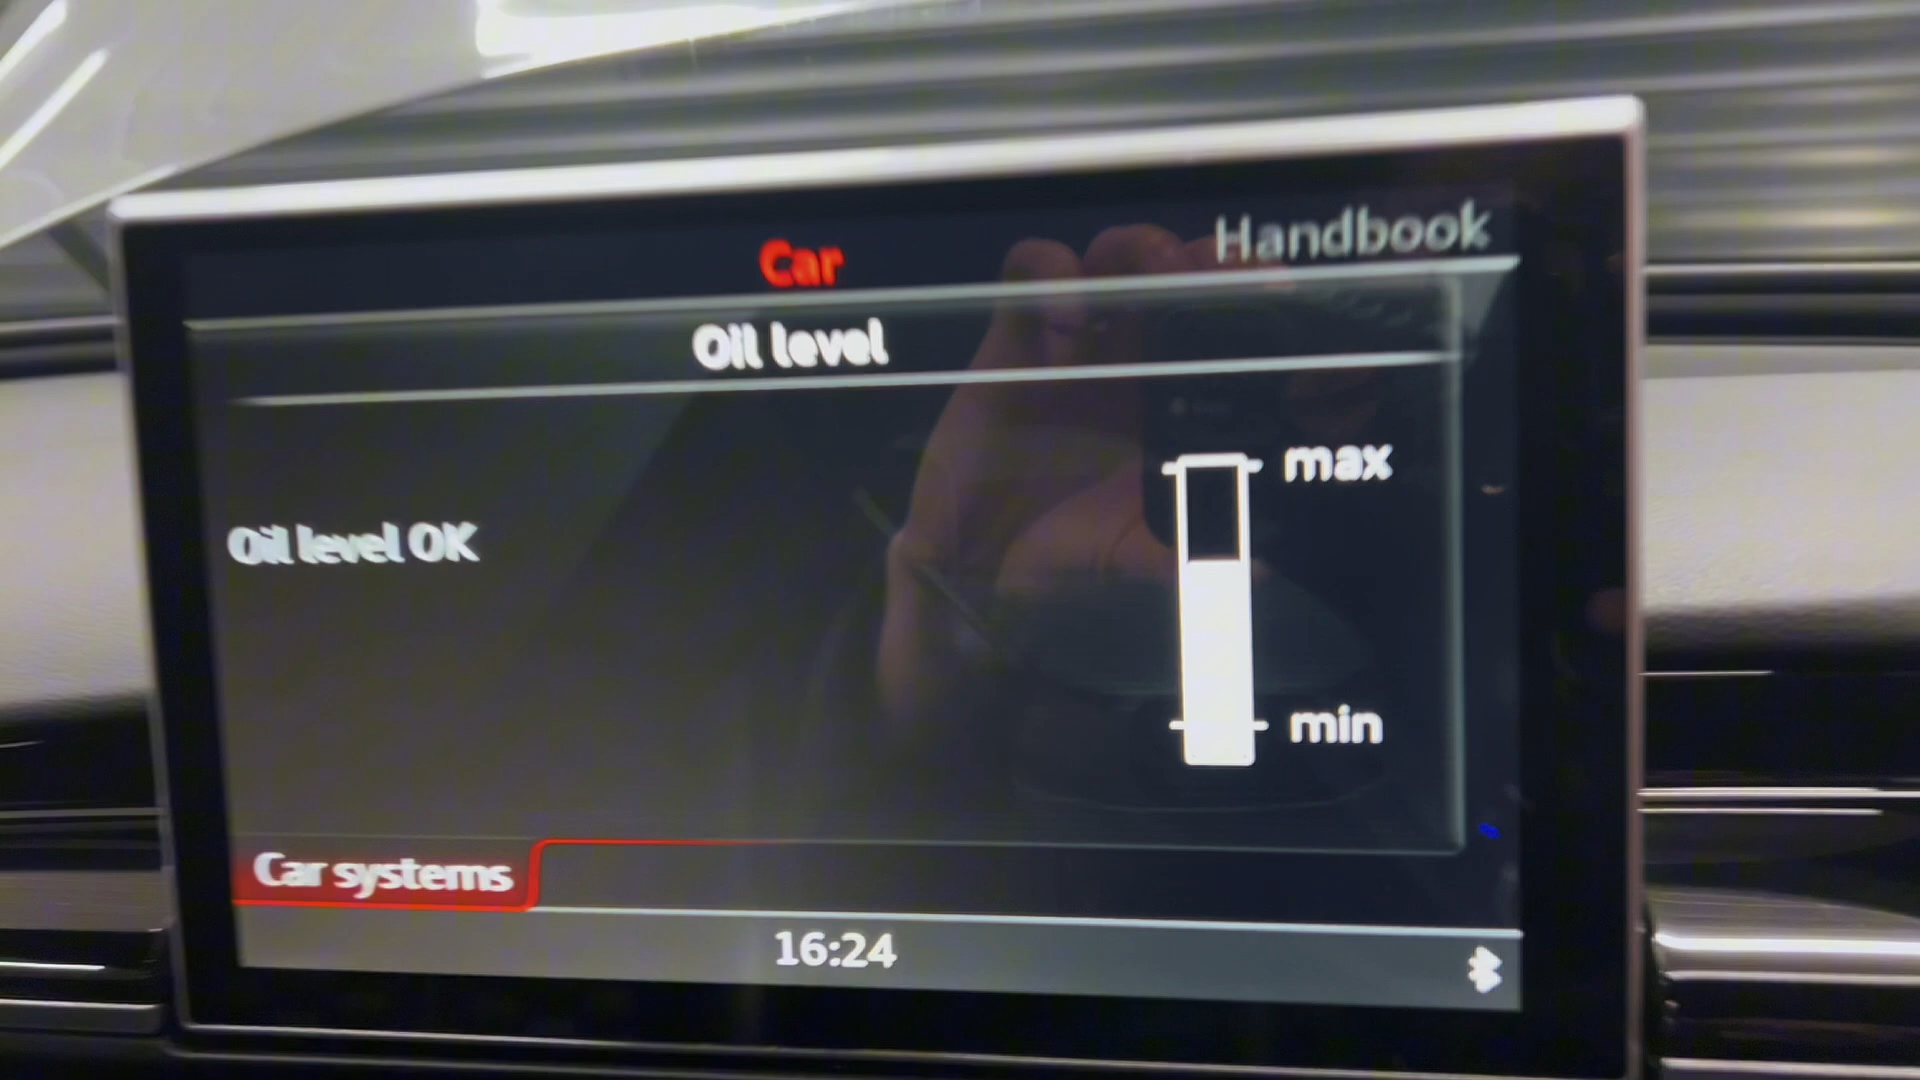 Car
Handbook
Oil level
max
Oil level OK
min
Car systems
16:24